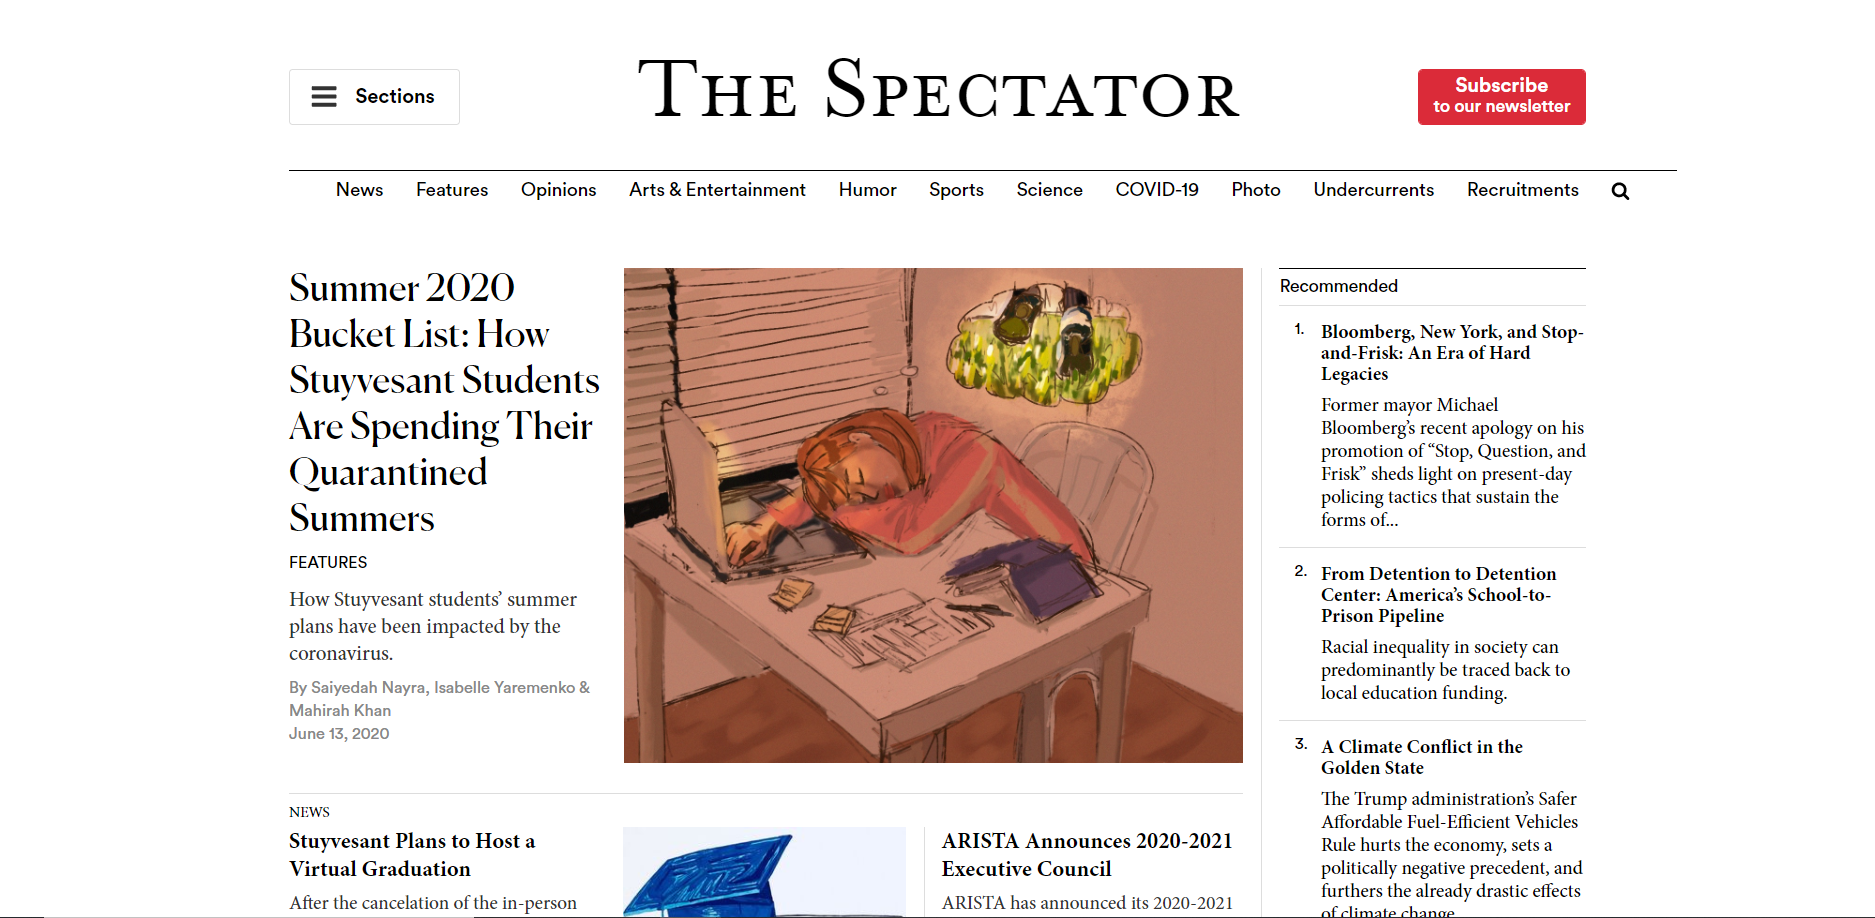 Sections
THE SPECTATOR
Subscribe
to our newsletter
News Features Opinions Arts & Entertainment Humor Sports Science COVID-19 Photo Undercurrents Recruitments
Summer 2020
Bucket List: How
Stuyvesant Students
Are Spending Their
Quarantined
Summers
FEATURES
How Stuyvesant students’ summer
plans have been impacted by the
coronavirus.
By Saiyedah Nayra, Isabelle Yaremenko &
Mahirah Khan
June 13, 2020
NEWS
Stuyvesant Plans to Host a
Virtual Graduation
After the cancelation of the in-person
ARISTA Announces 2020-2021
Executive Council
ARISTA has announced its 2020-2021
Recommended
1. Bloomberg, New York, and Stop-
and-Frisk: An Era of Hard
Legacies
Former mayor Michael
Bloomberg’s recent apology on his
promotion of “Stop, Question, and
Frisk” sheds light on present-day
policing tactics that sustain the
forms of...
2. From Detention to Detention
Center: America’s School-to-
Prison Pipeline
Racial inequality in society can
predominantly be traced back to
local education funding.
3. A Climate Conflict in the
Golden State
The Trump administration’s Safer
Affordable Fuel-Efficient Vehicles
Rule hurts the economy, sets a
politically negative precedent, and
furthers the already drastic effects
of climate change.